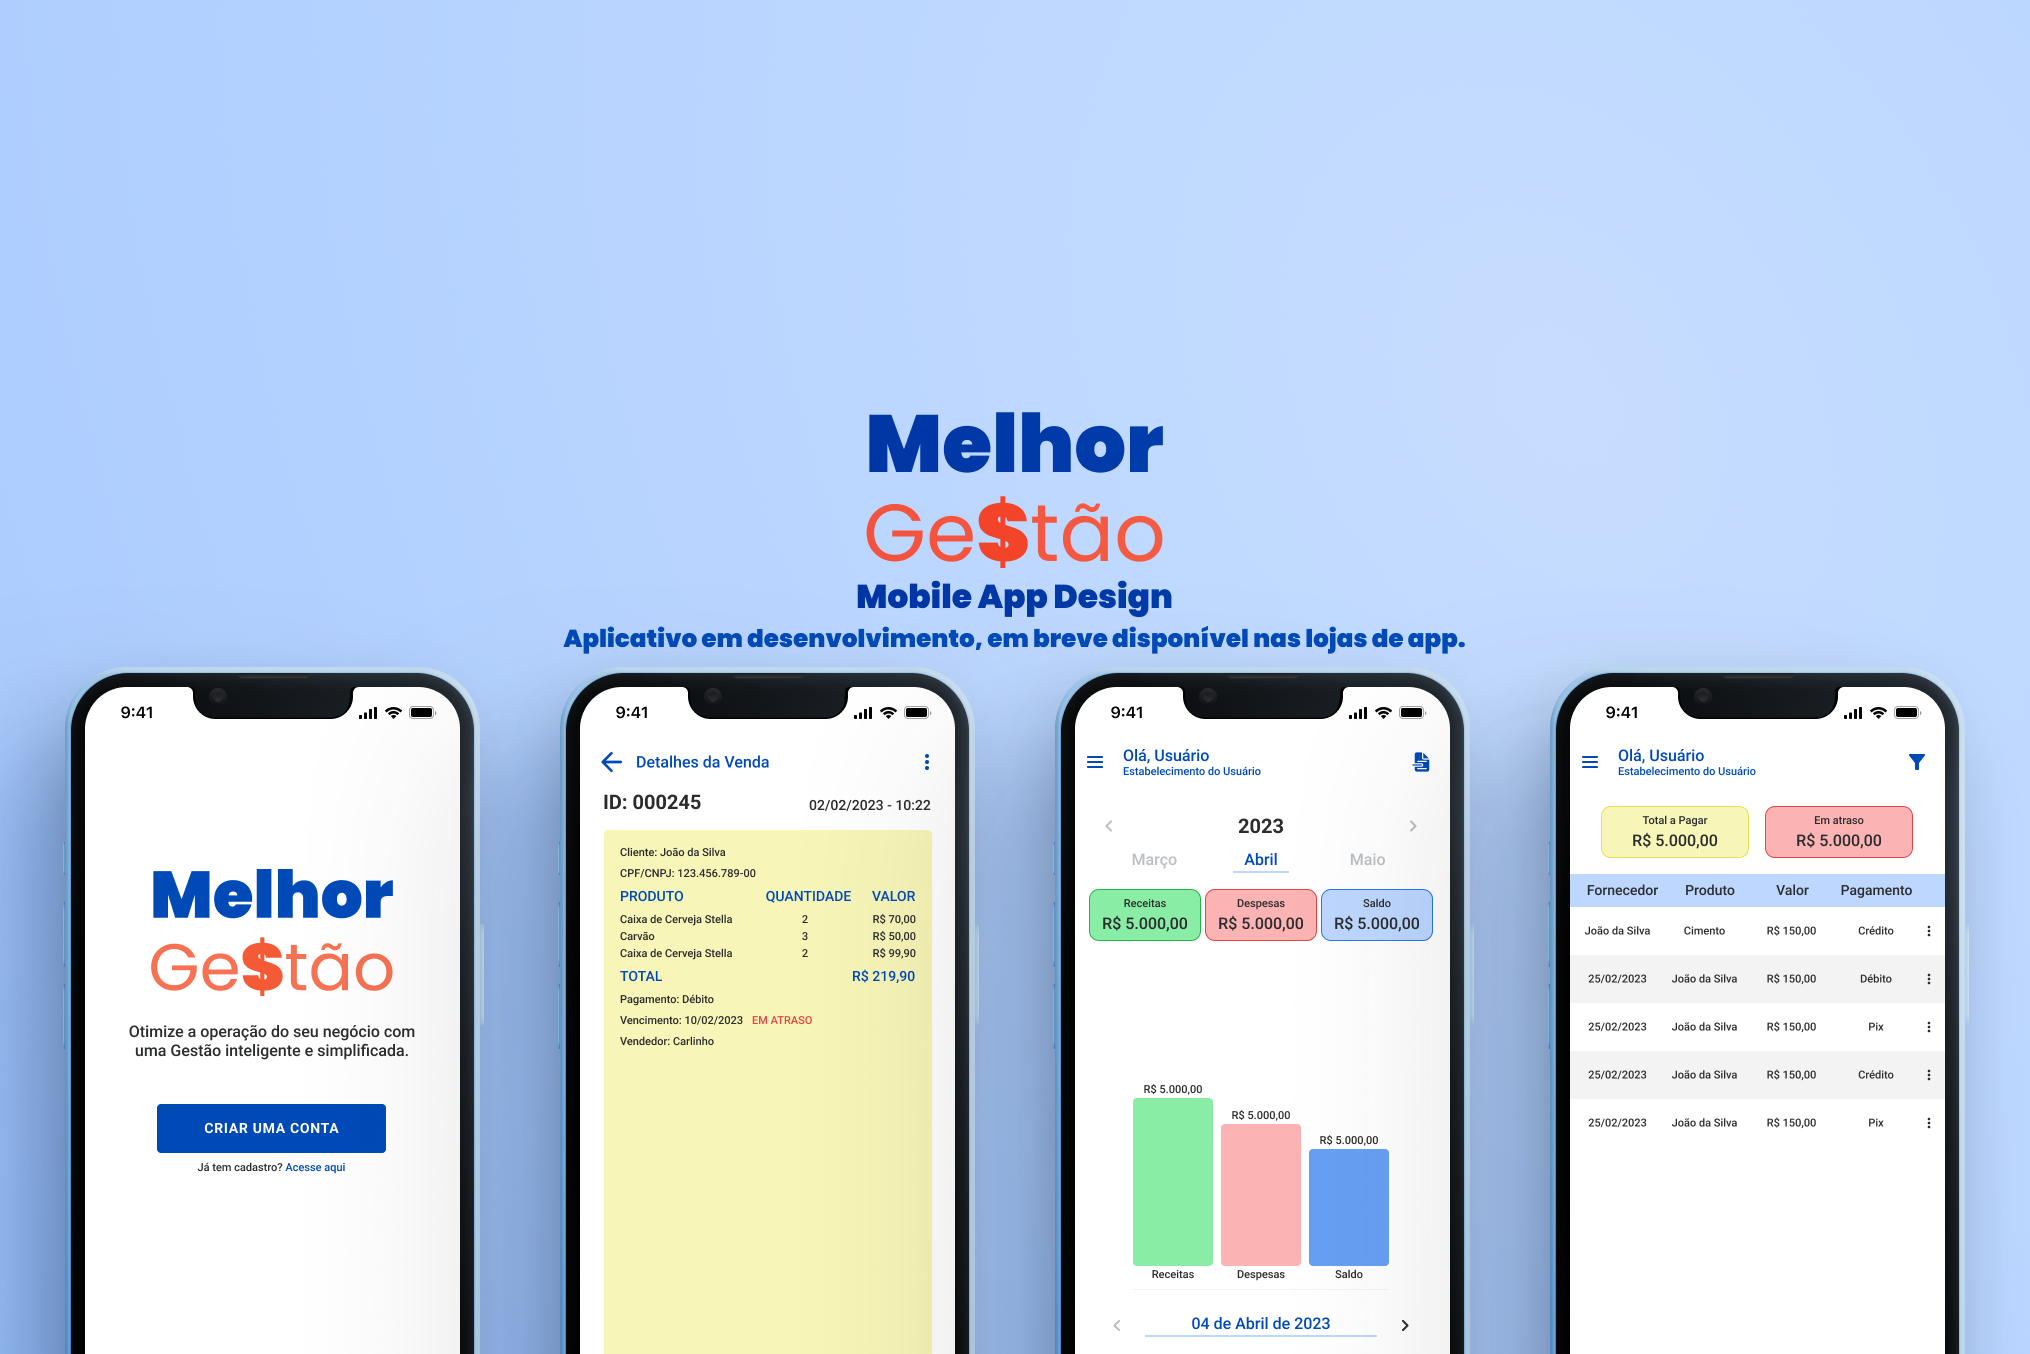 Melhor
Ge$tão
Mobile App Design
Aplicativo em desenvolvimento, em breve disponível nas lojas de app.
9:41
Melhor
Ge$tão
Otimize a operação do seu negócio com
uma Gestão inteligente e simplificada.
CRIAR UMA CONTA
Já tem cadastro? Acesse aqui
9:41
Detalhes da Venda
ID: 000245 02/02/2023 - 10:22
Cliente: João da Silva
CPF/CNPJ: 123.456.789-00
PRODUTO QUANTIDADE VALOR
Caixa de Cerveja Stella 2 R$ 70,00
Carvão 3 R$ 50,00
Caixa de Cerveja Stella 2 R$ 99,90
TOTAL R$ 219,90
Pagamento: Débito
Vencimento: 10/02/2023 EM ATRASO
Vendedor: Carlinho
9:41
Olá, Usuário
Estabelecimento do Usuário
2023
Março Abril Maio
Receitas Despesas Saldo
R$ 5.000,00 R$ 5.000,00 R$ 5.000,00
R$ 5.000,00
R$ 5.000,00
R$ 5.000,00
Receitas Despesas Saldo
04 de Abril de 2023
9:41
Olá, Usuário
Estabelecimento do Usuário
Total a Pagar Em atraso
R$ 5.000,00 R$ 5.000,00
Fornecedor Produto Valor Pagamento
João da Silva Cimento R$ 150,00 Crédito
25/02/2023 João da Silva R$ 150,00 Débito
25/02/2023 João da Silva R$ 150,00 Pix
25/02/2023 João da Silva R$ 150,00 Crédito
25/02/2023 João da Silva R$ 150,00 Pix